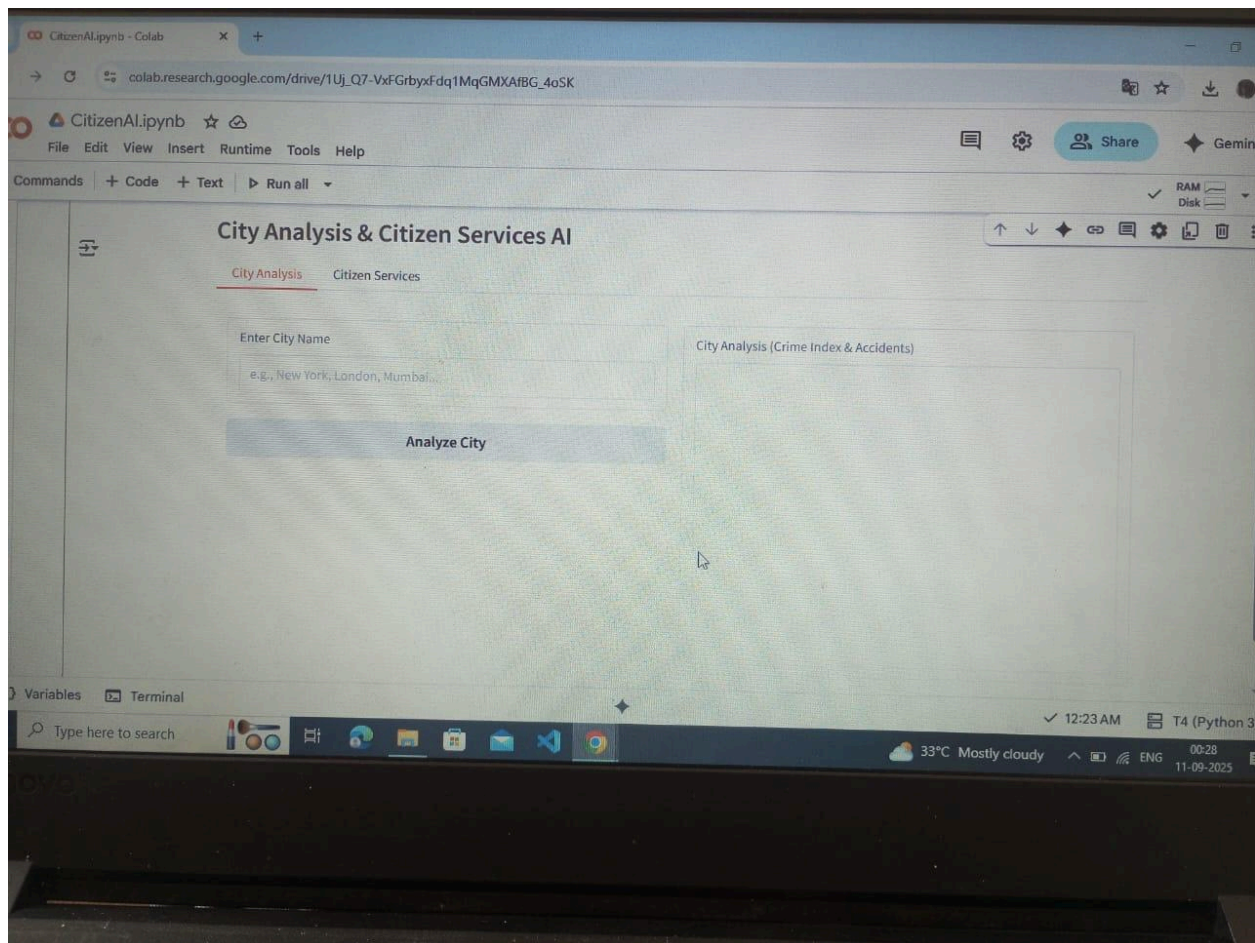 CitizenAI.ipynb - Colab
colab.research.google.com/drive/1Uj_Q7-VxFGrbyxFdq1MqGMXAfBG_4oSK
CitizenAI.ipynb
File Edit View Insert Runtime Tools Help
Share
Gemin
Commands + Code + Text Run all
RAM
Disk
City Analysis & Citizen Services AI
City Analysis Citizen Services
Enter City Name
e.g., New York, London, Mumbai...
Analyze City
City Analysis (Crime Index & Accidents)
Variables Terminal
12:23 AM T4 (Python 3
Type here to search
33°C Mostly cloudy
ENG
00:28
11-09-2025